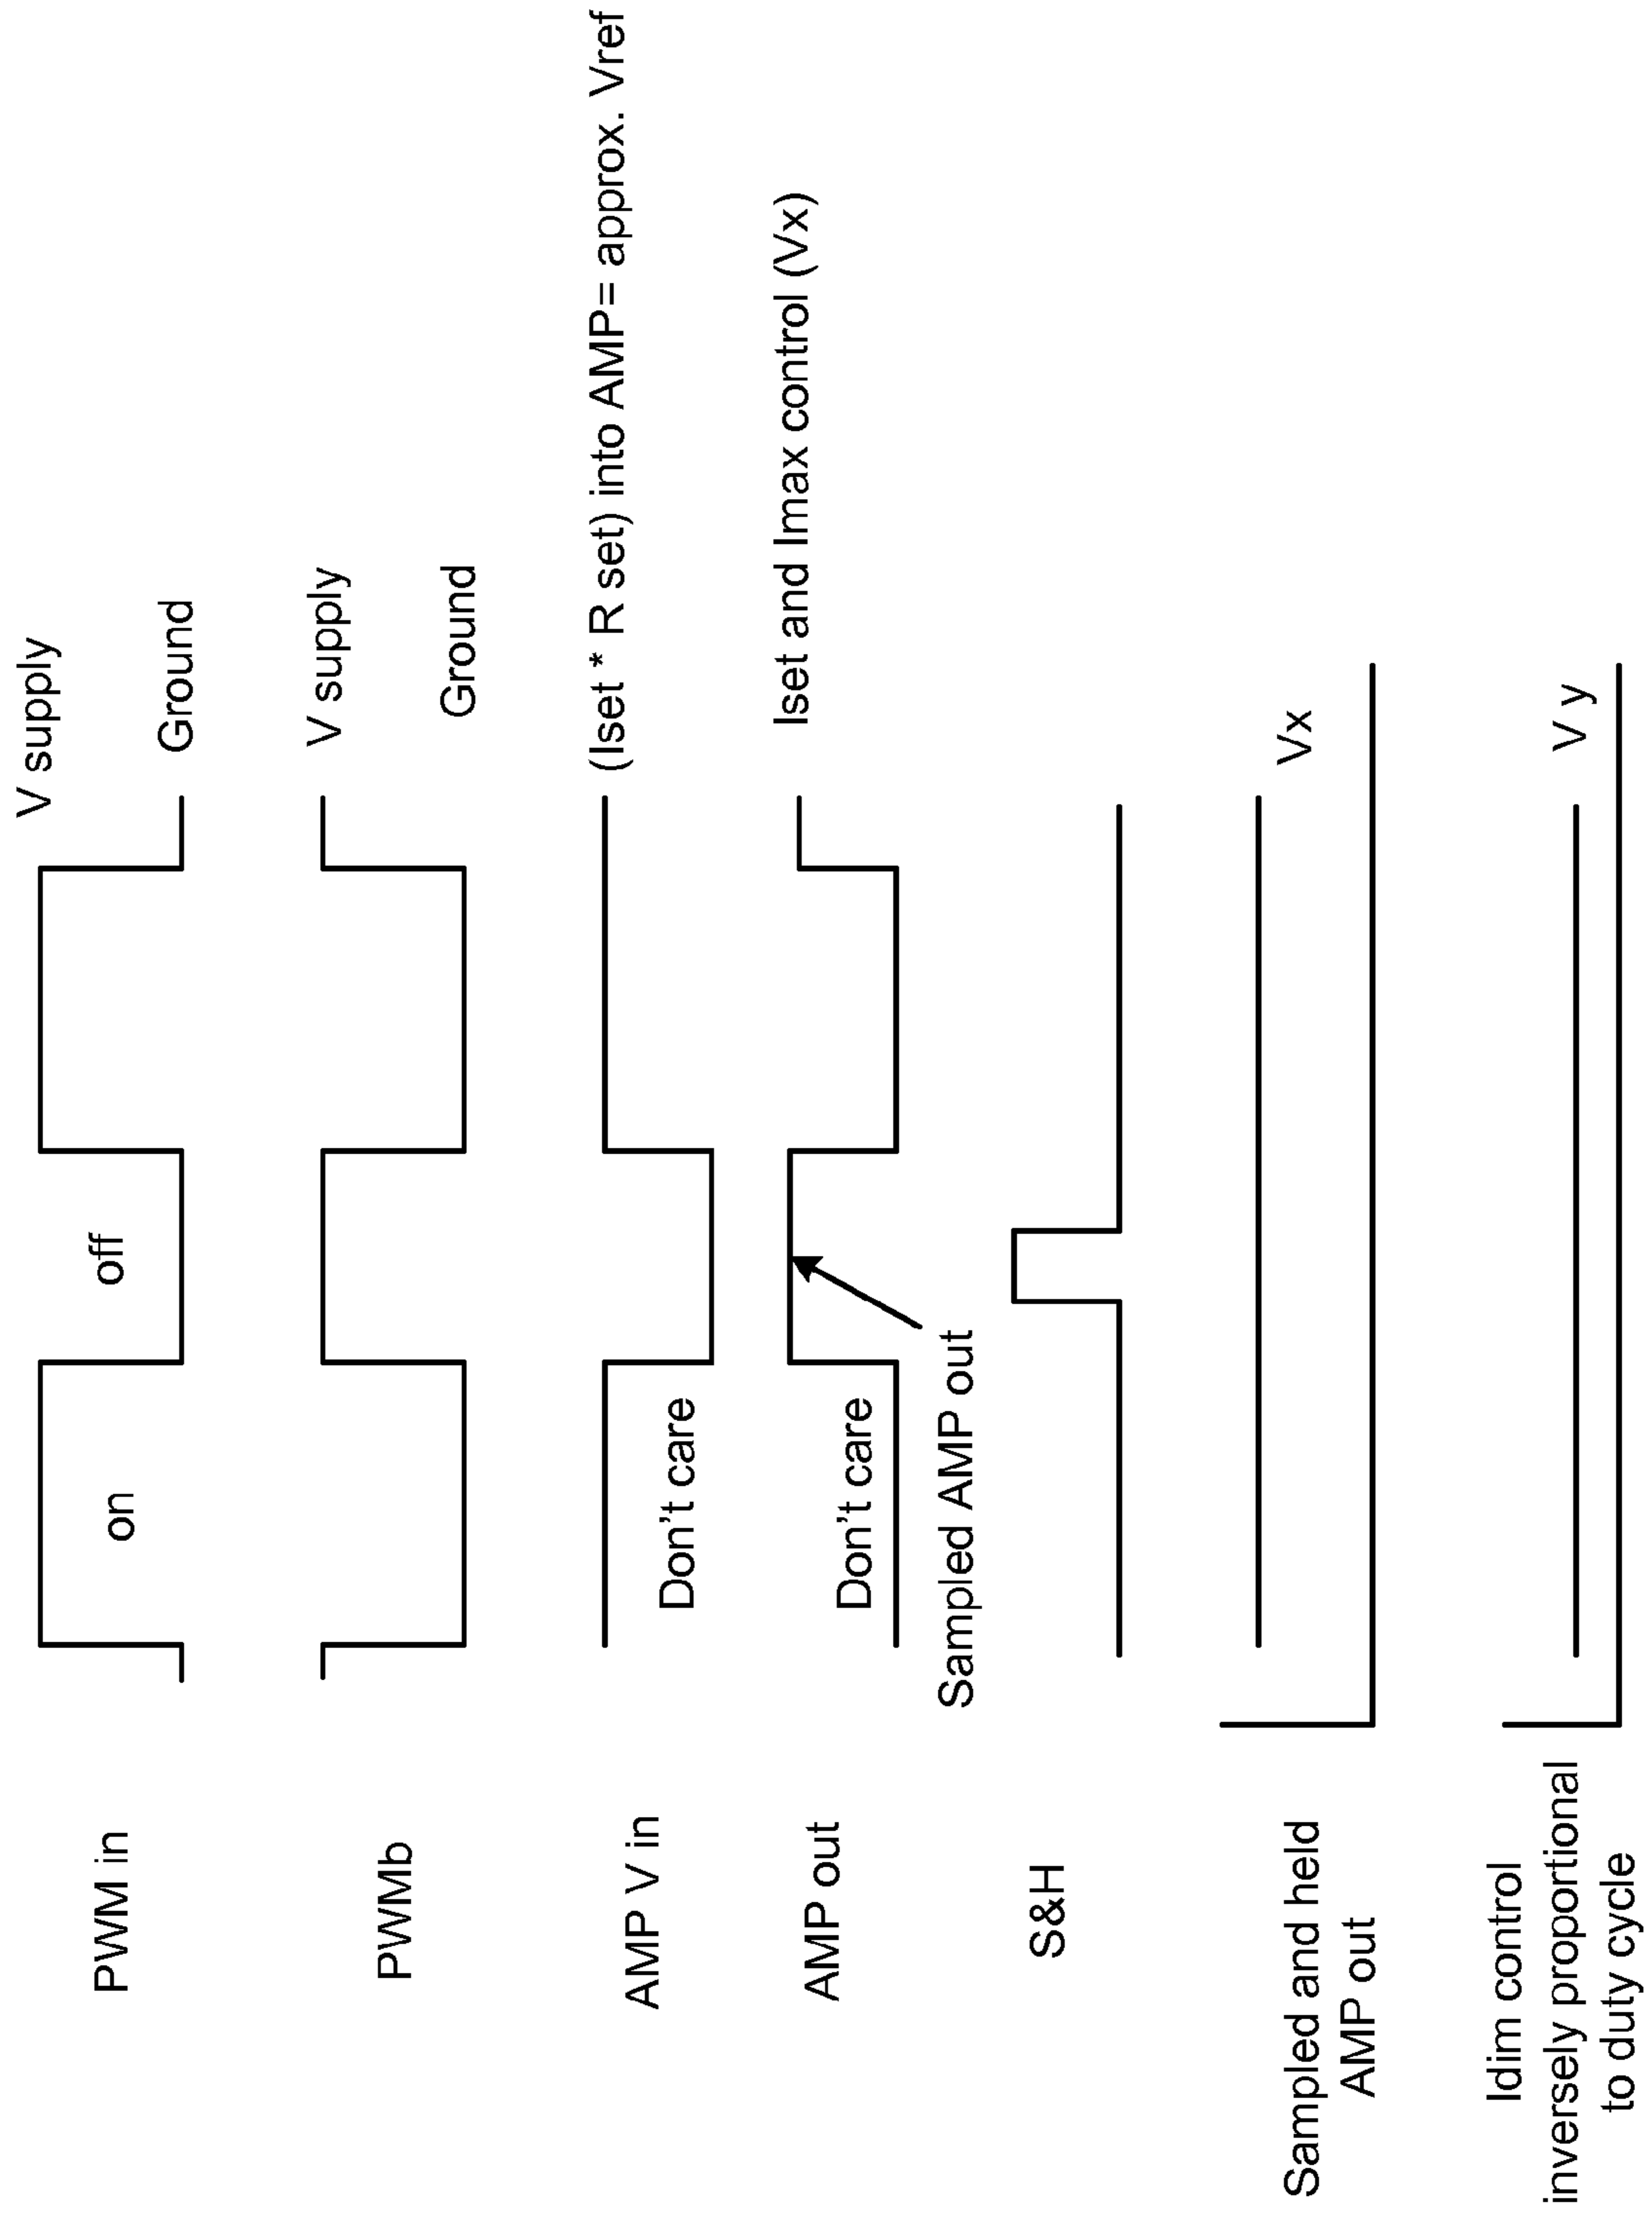 V supply
PWM in
on
off
Ground
V supply
PWMb
Ground
AMP V in
Don't care
(Iset * R set) into AMP= approx. Vref
AMP out
Don't care
Iset and Imax control (Vx)
Sampled AMP out
S&H
Sampled and held
AMP out
Vx
Idim control
inversely proportional
to duty cycle
V y